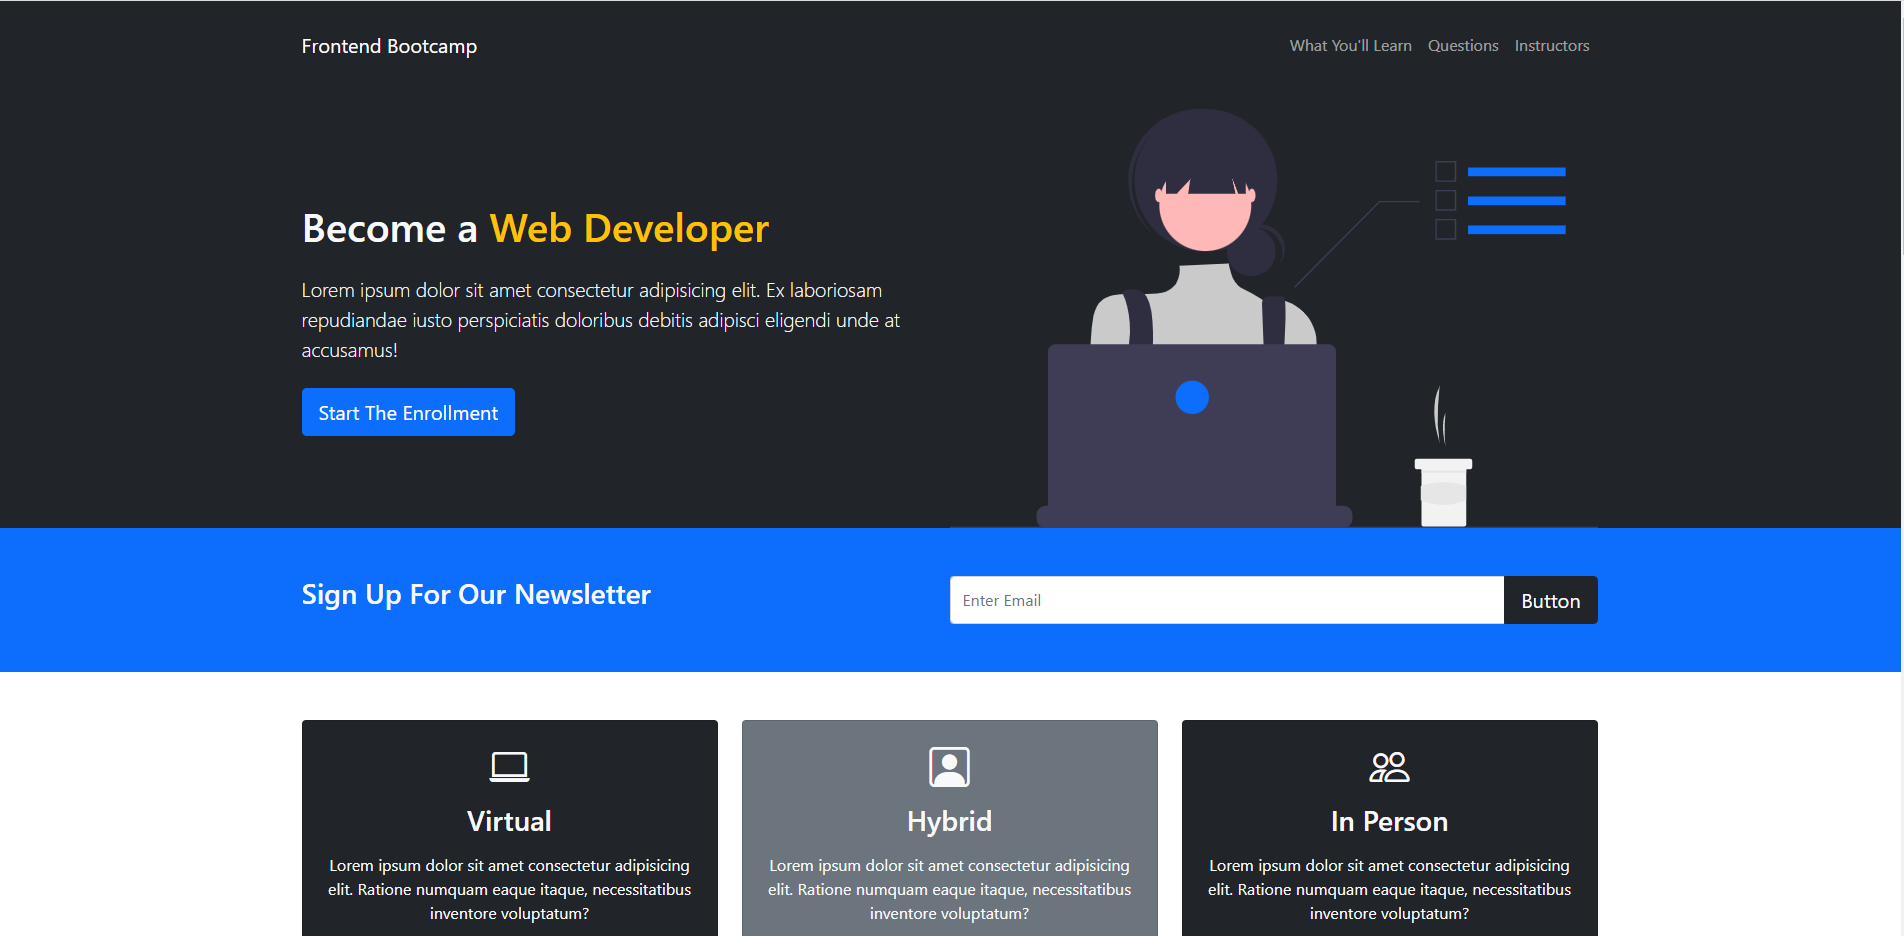 Frontend Bootcamp
What You'll Learn Questions Instructors
Become a Web Developer
Lorem ipsum dolor sit amet consectetur adipisicing elit. Ex laboriosam
repudiandae iusto perspiciatis doloribus debitis adipisci eligendi unde at
accusamus!
Start The Enrollment
Sign Up For Our Newsletter
Enter Email
Button
Virtual
Lorem ipsum dolor sit amet consectetur adipisicing
elit. Ratione numquam eaque itaque, necessitatibus
inventore voluptatum?
Hybrid
Lorem ipsum dolor sit amet consectetur adipisicing
elit. Ratione numquam eaque itaque, necessitatibus
inventore voluptatum?
In Person
Lorem ipsum dolor sit amet consectetur adipisicing
elit. Ratione numquam eaque itaque, necessitatibus
inventore voluptatum?